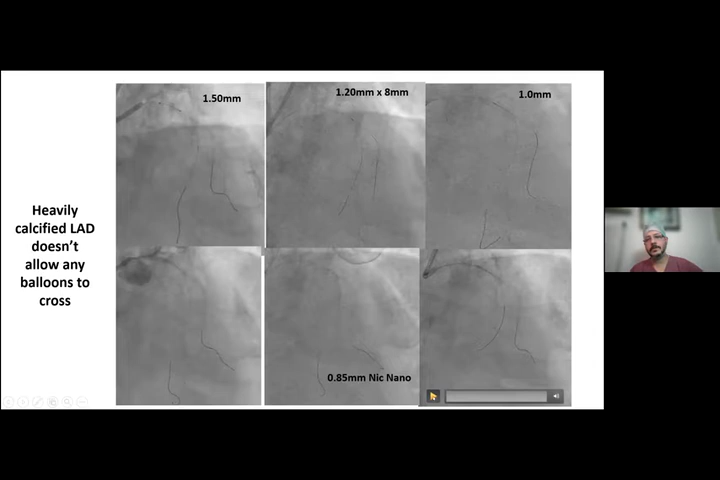 Heavily
calcified LAD
doesn't
allow any
balloons to
cross
1.50mm
1.20mm x 8mm
1.0mm
0.85mm Nic Nano